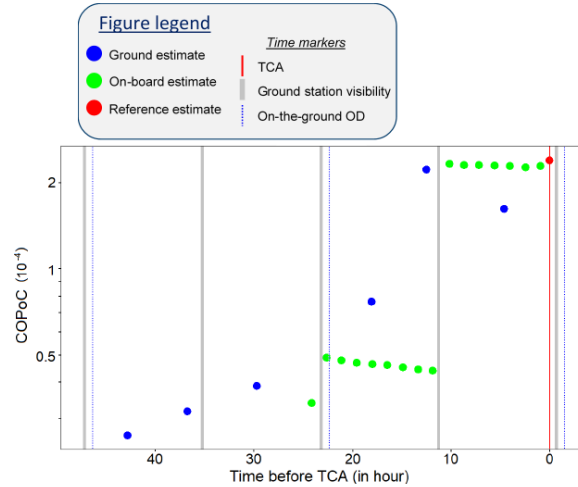 Figure legend
Ground estimate
On-board estimate
Reference estimate
Time markers
TCA
Ground station visibility
On-the-ground OD
COPoC (10⁻⁴)
2
1
0.5
40
30
20
10
0
Time before TCA (in hour)